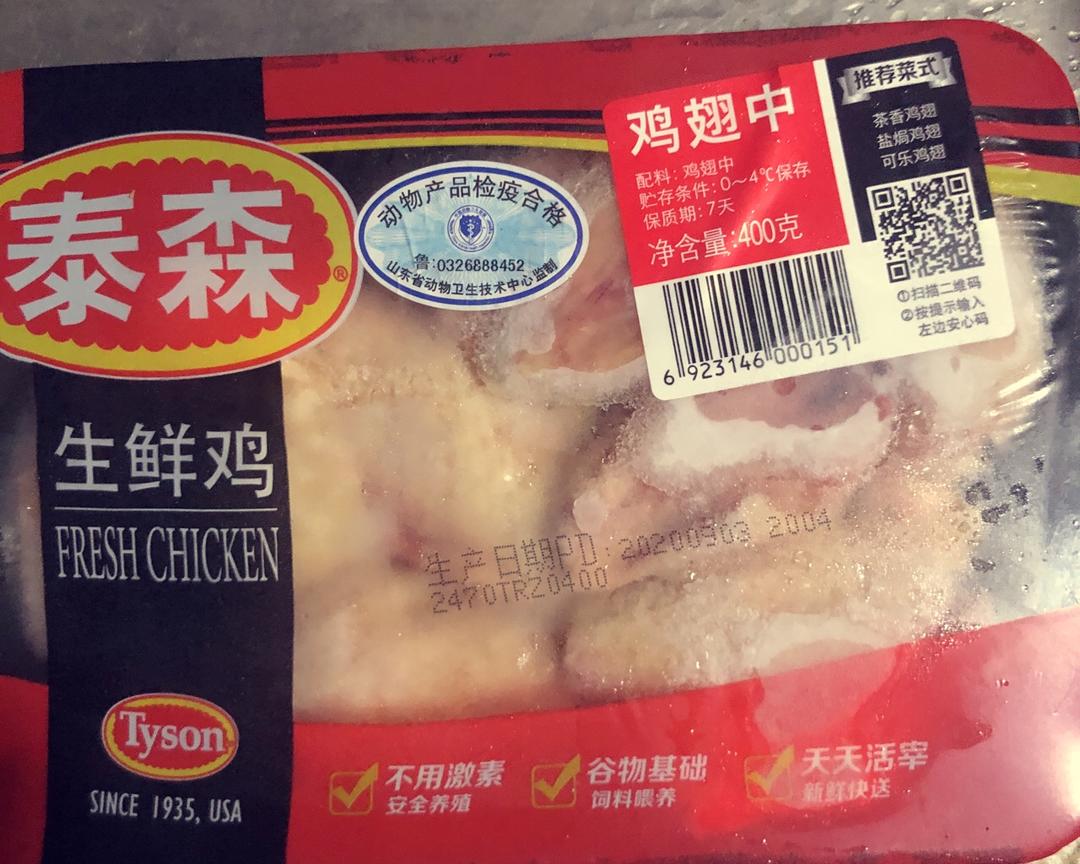 泰森®
生鲜鸡
FRESH CHICKEN
Tyson
SINCE 1935, USA
动物产品检疫合格
鲁:0326888452
山东省动物卫生技术中心监制
鸡翅中
配料:鸡翅中
贮存条件:0~4℃保存
保质期:7天
净含量:400克
6 923146 000151
推荐菜式
茶香鸡翅
盐焗鸡翅
可乐鸡翅
①扫描二维码
②按提示输入
左边安心码
生产日期PD:20200903 2004
2470TRZ0400
不用激素
安全养殖
谷物基础
饲料喂养
天天活宰
新鲜快送